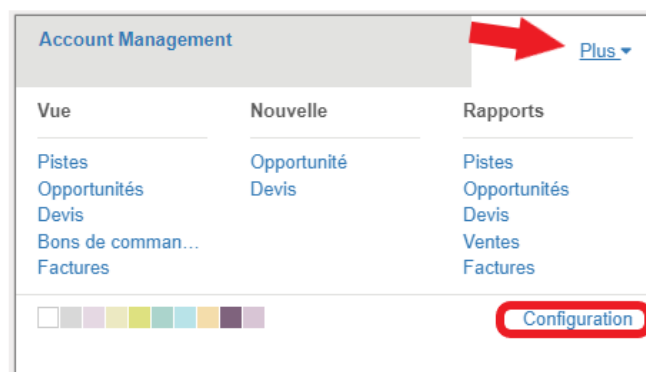 Account Management
Plus
Vue
Nouvelle
Rapports
Pistes
Opportunités
Devis
Bons de comman...
Factures
Opportunité
Devis
Pistes
Opportunités
Devis
Ventes
Factures
Configuration